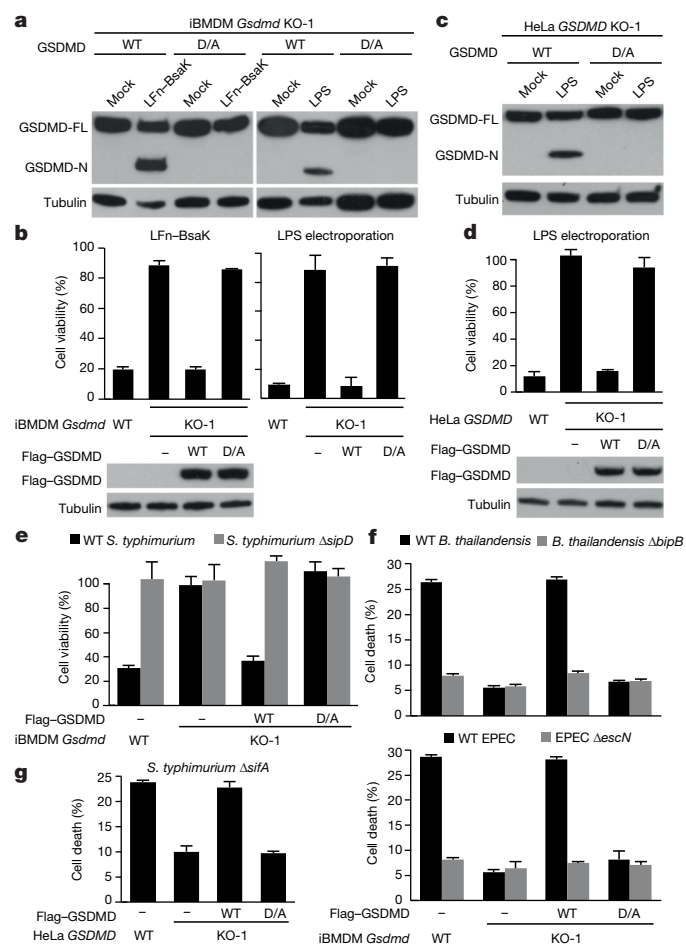 a
iBMDM Gsdmd KO-1
GSDMD WT D/A WT D/A
Mock LFn–BsaK Mock LFn–BsaK Mock LPS Mock LPS
GSDMD-FL
GSDMD-N
Tubulin
c
HeLa GSDMD KO-1
GSDMD WT D/A
Mock LPS Mock LPS
GSDMD-FL
GSDMD-N
Tubulin
b
LFn–BsaK LPS electroporation
Cell viability (%)
100
80
60
40
20
0
iBMDM Gsdmd WT KO-1 WT KO-1
Flag–GSDMD – WT D/A – WT D/A
Flag–GSDMD
Tubulin
d
LPS electroporation
Cell viability (%)
100
80
60
40
20
0
HeLa GSDMD WT KO-1
Flag–GSDMD – WT D/A
Flag–GSDMD
Tubulin
e
WT S. typhimurium S. typhimurium ΔsipD
Cell viability (%)
100
80
60
40
20
0
Flag–GSDMD – – WT D/A
iBMDM Gsdmd WT KO-1
f
WT B. thailandensis B. thailandensis ΔbipB
Cell death (%)
30
25
20
15
10
5
0
WT EPEC EPEC ΔescN
Cell death (%)
30
25
20
15
10
5
0
Flag–GSDMD – – WT D/A
iBMDM Gsdmd WT KO-1
g
S. typhimurium ΔsifA
Cell death (%)
25
20
15
10
5
0
Flag–GSDMD – – WT D/A
HeLa GSDMD WT KO-1